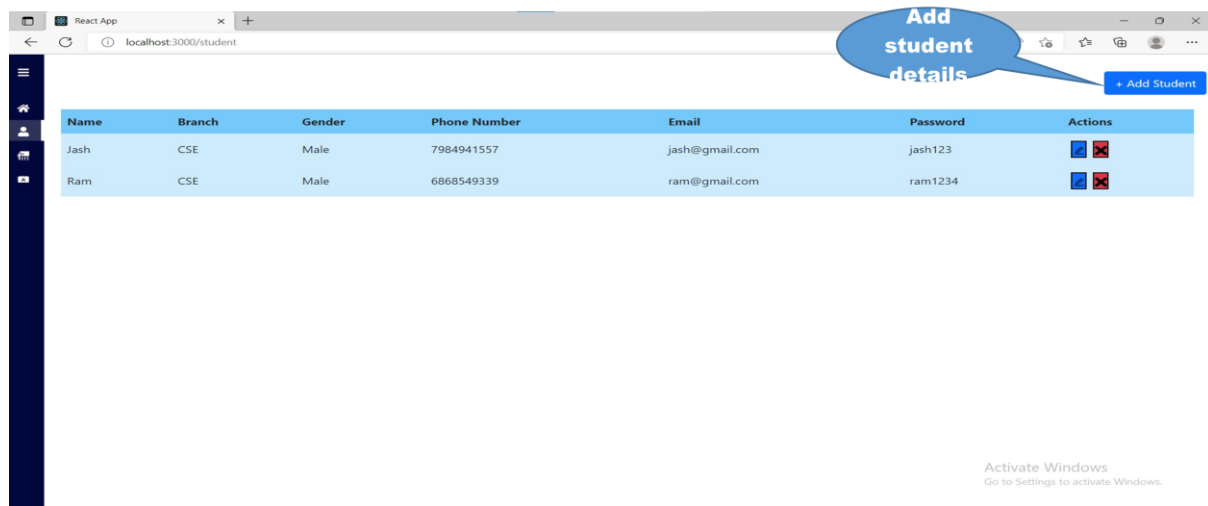 React App
localhost:3000/student
Add
student
details
+ Add Student
Name Branch Gender Phone Number Email Password Actions
Jash CSE Male 7984941557 jash@gmail.com jash123
Ram CSE Male 6868549339 ram@gmail.com ram1234
Activate Windows
Go to Settings to activate Windows.